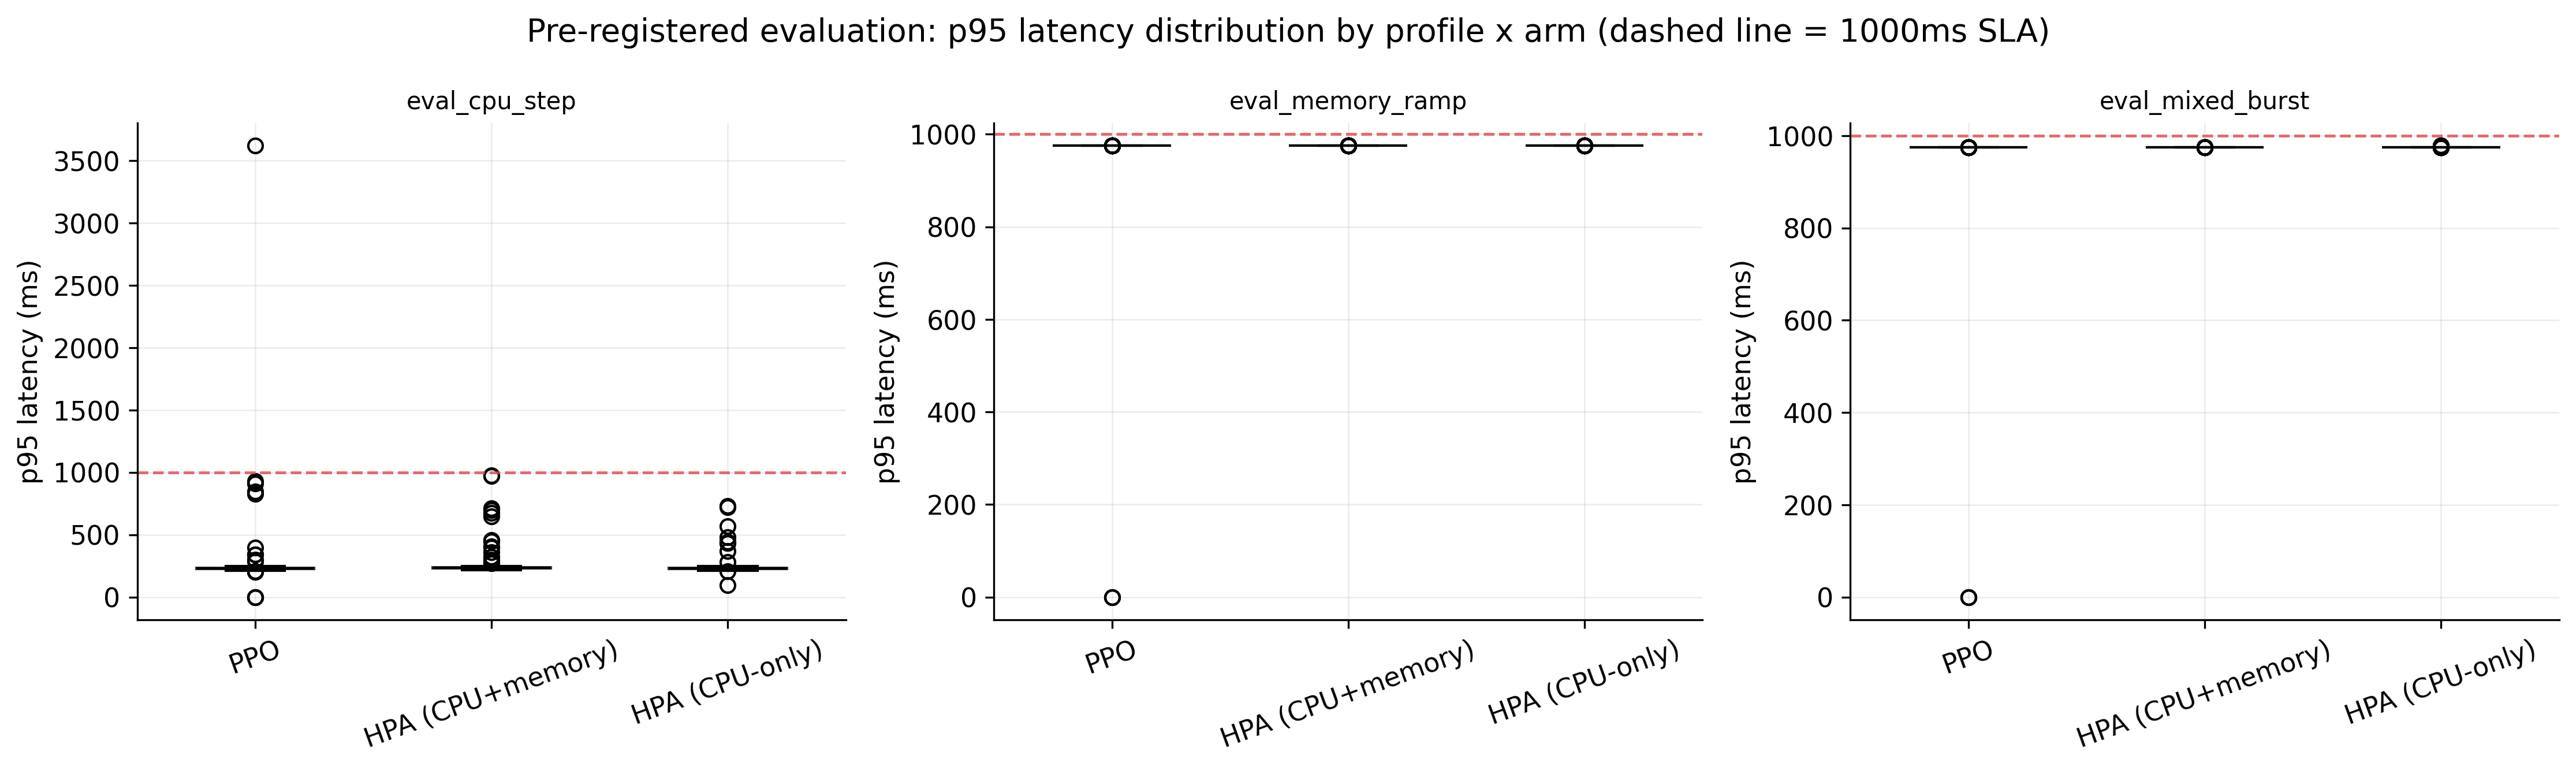 Pre-registered evaluation: p95 latency distribution by profile x arm (dashed line = 1000ms SLA)
eval_cpu_step
p95 latency (ms)
3500
3000
2500
2000
1500
1000
500
0
PPO
HPA (CPU+memory)
HPA (CPU-only)
eval_memory_ramp
p95 latency (ms)
1000
800
600
400
200
0
PPO
HPA (CPU+memory)
HPA (CPU-only)
eval_mixed_burst
p95 latency (ms)
1000
800
600
400
200
0
PPO
HPA (CPU+memory)
HPA (CPU-only)